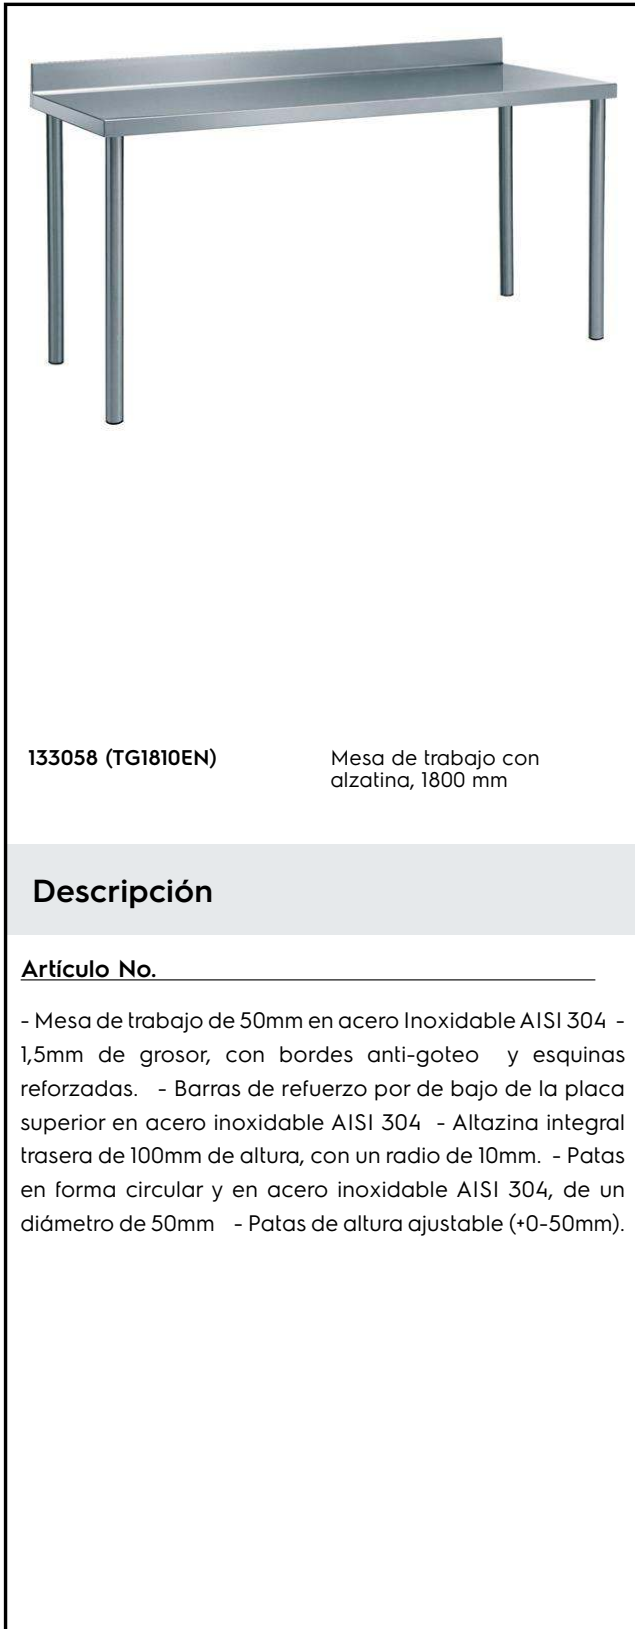 133058 (TG1810EN)
Mesa de trabajo con
alzatina, 1800 mm
Descripción
Artículo No.
- Mesa de trabajo de 50mm en acero Inoxidable AISI 304 -
1,5mm de grosor, con bordes anti-goteo y esquinas
reforzadas. - Barras de refuerzo por de bajo de la placa
superior en acero inoxidable AISI 304 - Altazina integral
trasera de 100mm de altura, con un radio de 10mm. - Patas
en forma circular y en acero inoxidable AISI 304, de un
diámetro de 50mm - Patas de altura ajustable (+0-50mm).